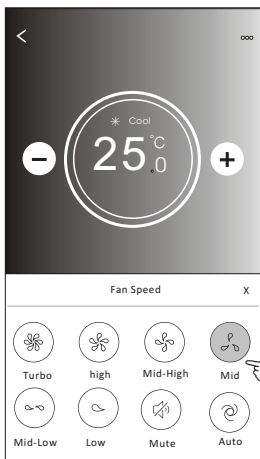 Cool
25.0°C
Fan Speed X
Turbo high Mid-High Mid
Mid-Low Low Mute Auto